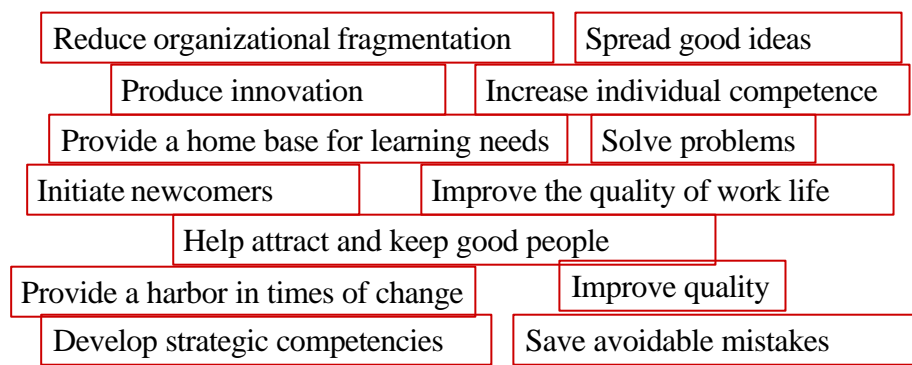 Reduce organizational fragmentation
Spread good ideas
Produce innovation
Increase individual competence
Provide a home base for learning needs
Solve problems
Initiate newcomers
Improve the quality of work life
Help attract and keep good people
Provide a harbor in times of change
Improve quality
Develop strategic competencies
Save avoidable mistakes